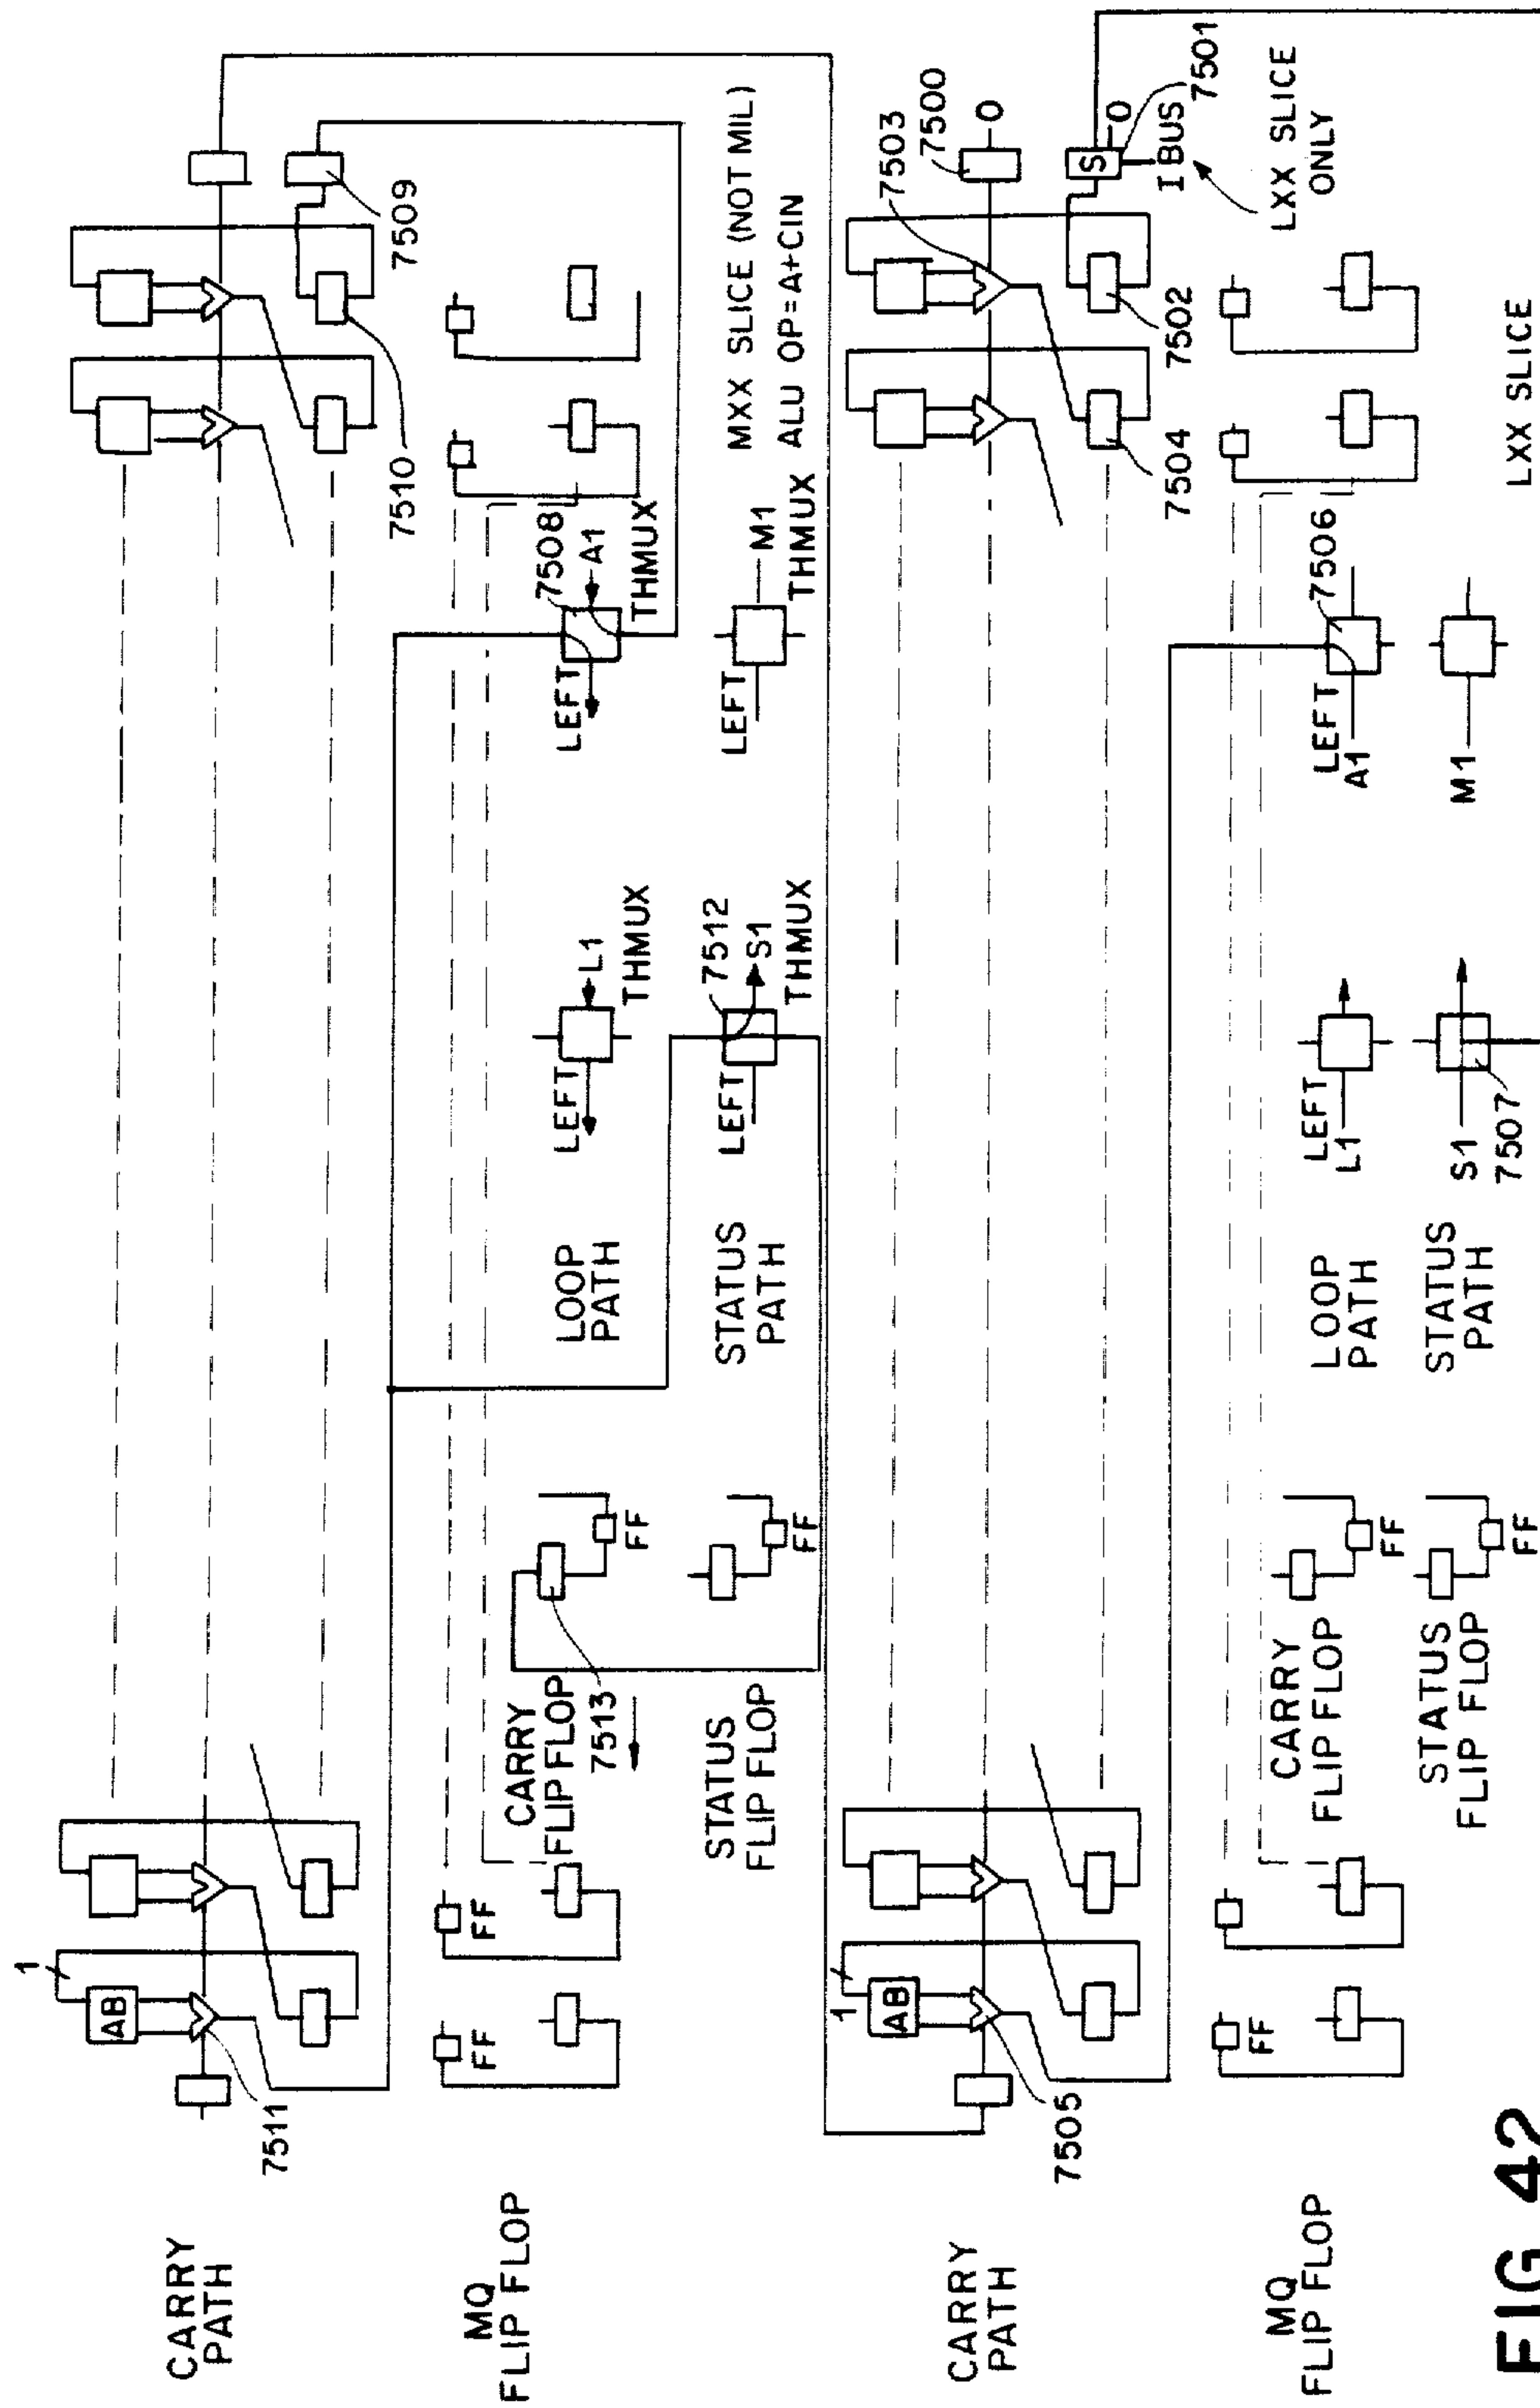 CARRY
PATH
1
AB
7511
7510
7509
MQ
FLIP FLOP
FF
FF
CARRY
FLIP FLOP
7513
FF
LOOP
PATH
LEFT
L1
THMUX
LEFT
7508
A1
THMUX
STATUS
FLIP FLOP
FF
STATUS
PATH
LEFT
7512
S1
THMUX
LEFT
M1
THMUX
MXX SLICE (NOT MIL)
ALU OP=A+CIN
CARRY
PATH
1
AB
7505
7503
7500
0
7504
7502
S
0
I BUS
7501
LXX SLICE
ONLY
MQ
FLIP FLOP
FF
CARRY
FLIP FLOP
FF
LOOP
PATH
LEFT
L1
LEFT
A1
7506
STATUS
FLIP FLOP
FF
STATUS
PATH
S1
7507
M1
LXX SLICE
FIG 42